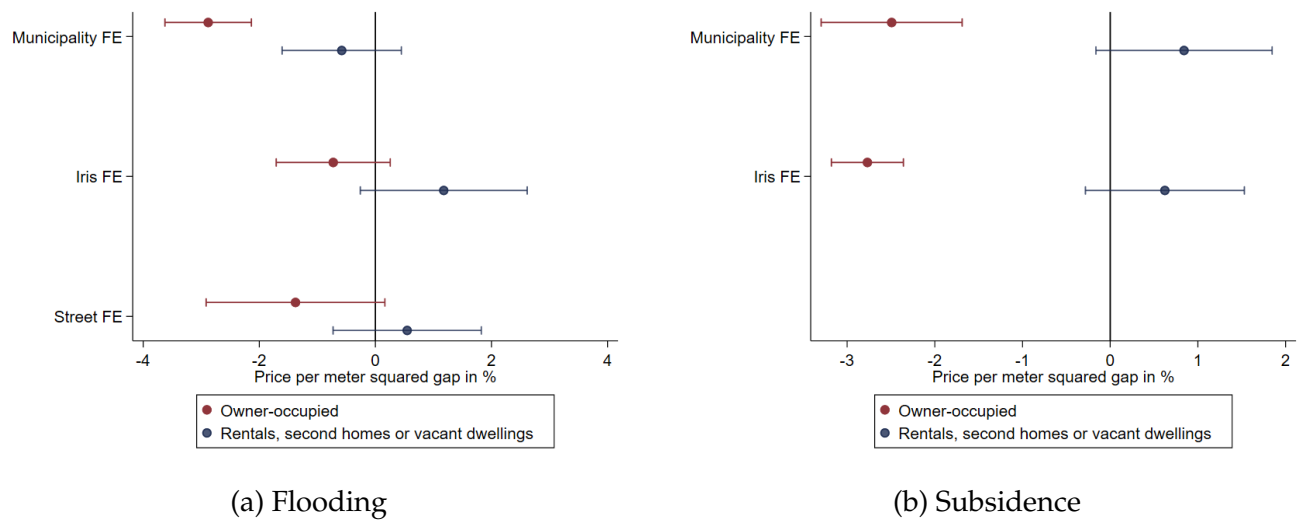 Municipality FE
Iris FE
Street FE
-4 -2 0 2 4
Price per meter squared gap in %
Owner-occupied
Rentals, second homes or vacant dwellings
(a) Flooding
Municipality FE
Iris FE
-3 -2 -1 0 1 2
Price per meter squared gap in %
Owner-occupied
Rentals, second homes or vacant dwellings
(b) Subsidence